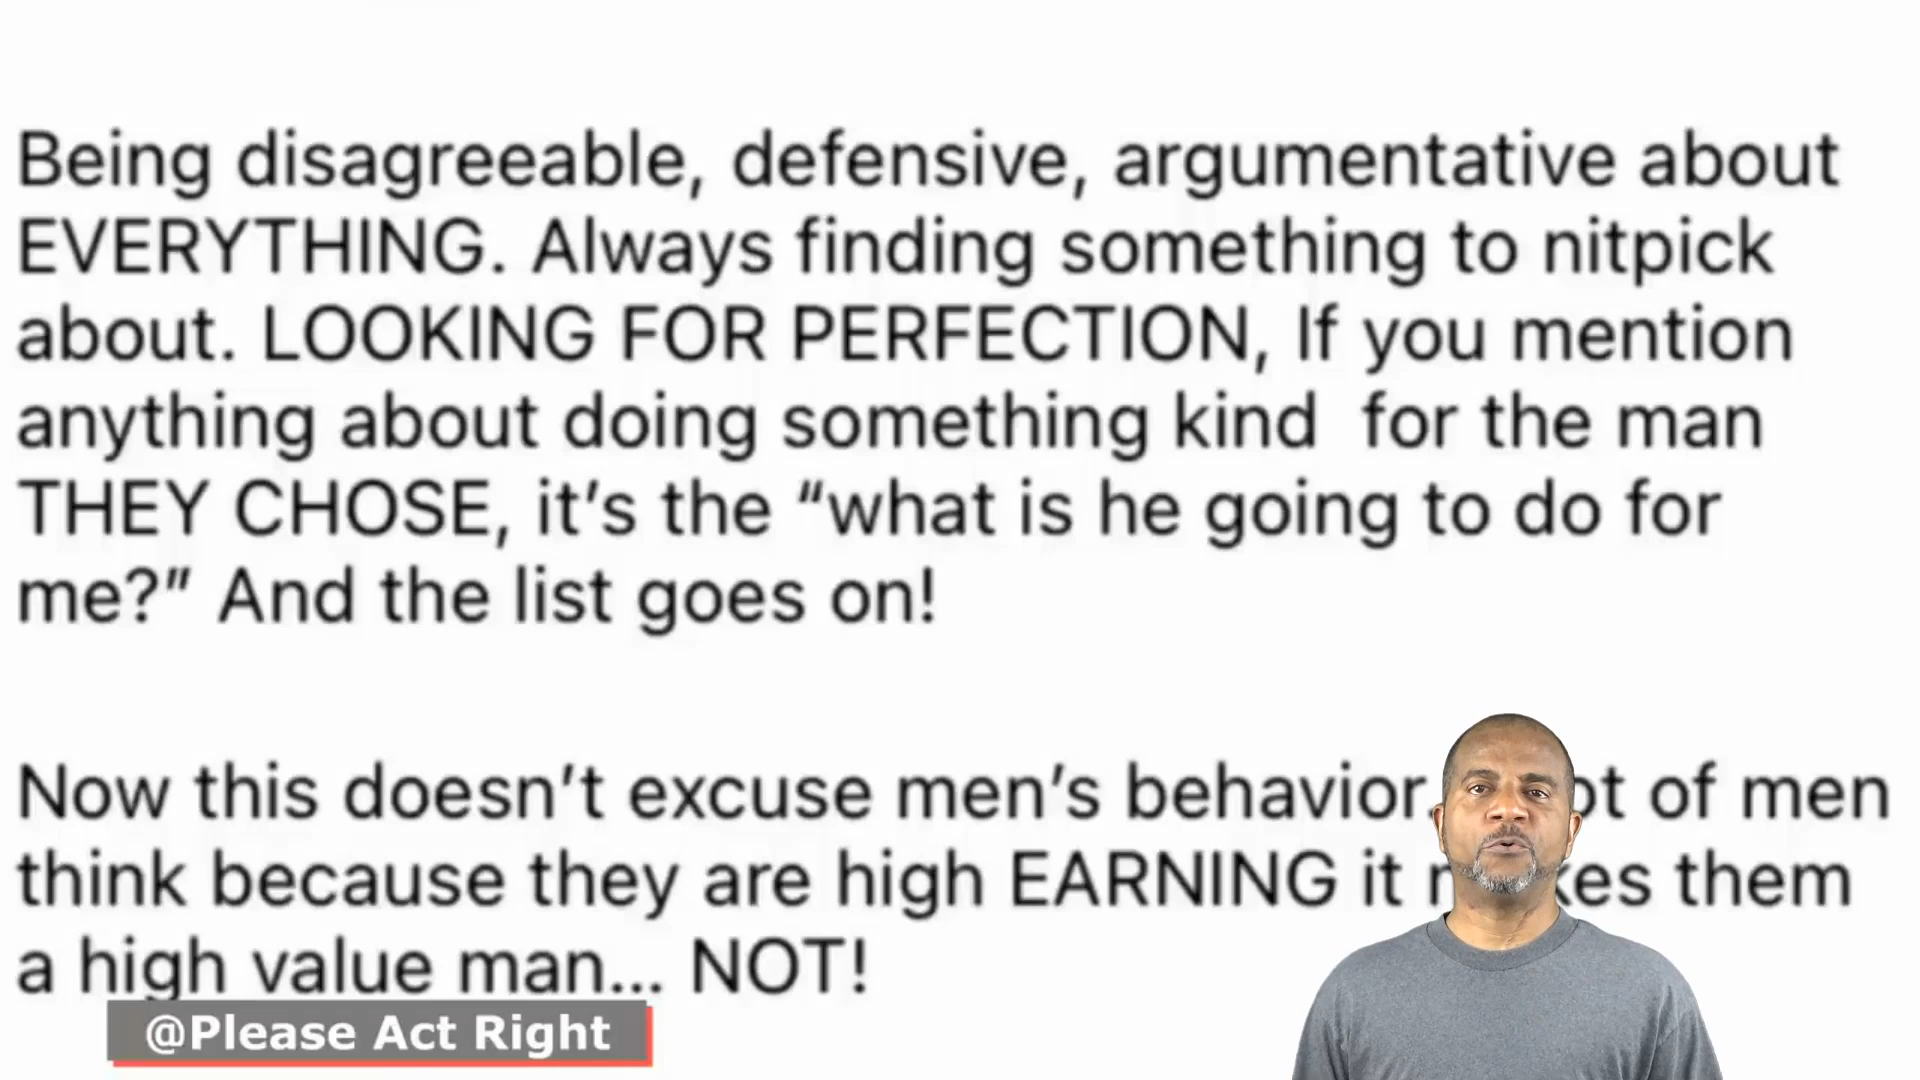 Being disagreeable, defensive, argumentative about
EVERYTHING. Always finding something to nitpick
about. LOOKING FOR PERFECTION, If you mention
anything about doing something kind for the man
THEY CHOSE, it's the “what is he going to do for
me?” And the list goes on!
Now this doesn't excuse men's behavior. of men
think because they are high EARNING it them
a high value man... NOT!
@Please Act Right